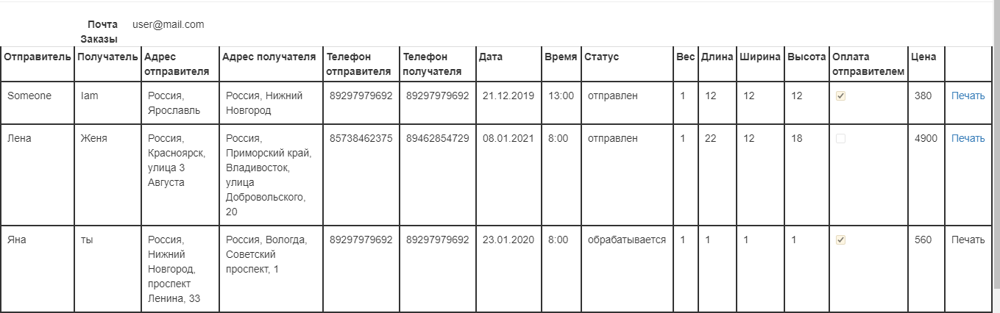 Почта user@mail.com
Заказы
Отправитель Получатель Адрес отправителя Адрес получателя Телефон отправителя Телефон получателя Дата Время Статус Вес Длина Ширина Высота Оплата отправителем Цена
Someone Iam Россия, Ярославль Россия, Нижний Новгород 89297979692 89297979692 21.12.2019 13:00 отправлен 1 12 12 12 380 Печать
Лена Женя Россия, Красноярск, улица 3 Августа Россия, Приморский край, Владивосток, улица Добровольского, 20 85738462375 89462854729 08.01.2021 8:00 отправлен 1 22 12 18 4900 Печать
Яна ты Россия, Нижний Новгород, проспект Ленина, 33 Россия, Вологда, Советский проспект, 1 89297979692 89297979692 23.01.2020 8:00 обрабатывается 1 1 1 1 560 Печать